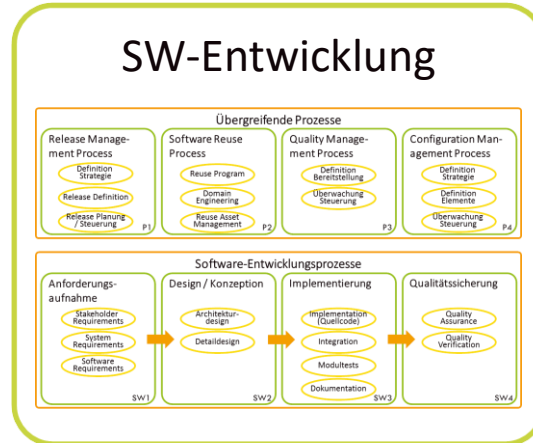 SW-Entwicklung
Übergreifende Prozesse
Release Manage-
ment Process
Definition
Strategie
Release Definition
Release Planung
/ Steuerung
P1
Software Reuse
Process
Reuse Program
Domain
Engineering
Reuse Asset
Management
P2
Quality Manage-
ment Process
Definition
Bereitstellung
Überwachung
Steuerung
P3
Configuration Man-
agement Process
Definition
Strategie
Definition
Elemente
Überwachung
Steuerung
P4
Software-Entwicklungsprozesse
Anforderungs-
aufnahme
Stakeholder
Requirements
System
Requirements
Software
Requirements
SW1
Design / Konzeption
Architektur-
design
Detaildesign
SW2
Implementierung
Implementation
(Quellcode)
Integration
Modultests
Dokumentation
SW3
Qualitätssicherung
Quality
Assurance
Quality
Verification
SW4